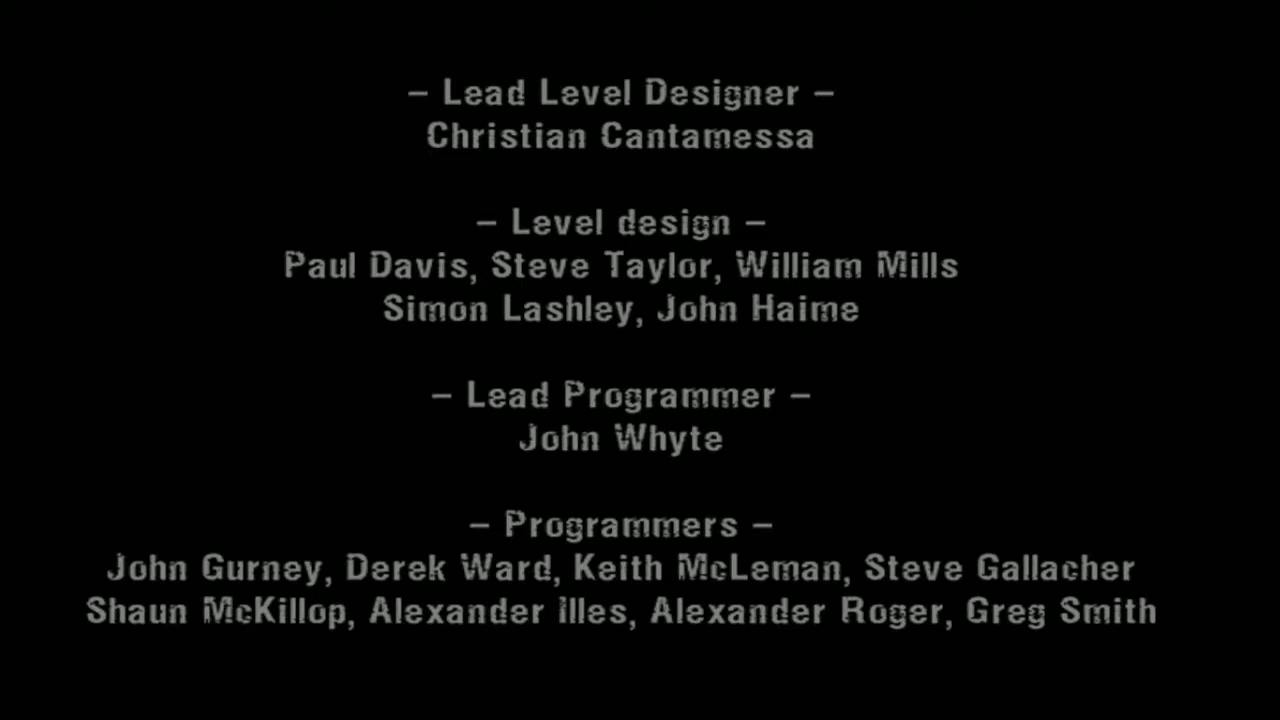 – Lead Level Designer –
Christian Cantamessa
– Level design –
Paul Davis, Steve Taylor, William Mills
Simon Lashley, John Haime
– Lead Programmer –
John Whyte
– Programmers –
John Gurney, Derek Ward, Keith McLeman, Steve Gallacher
Shaun McKillop, Alexander Illes, Alexander Roger, Greg Smith